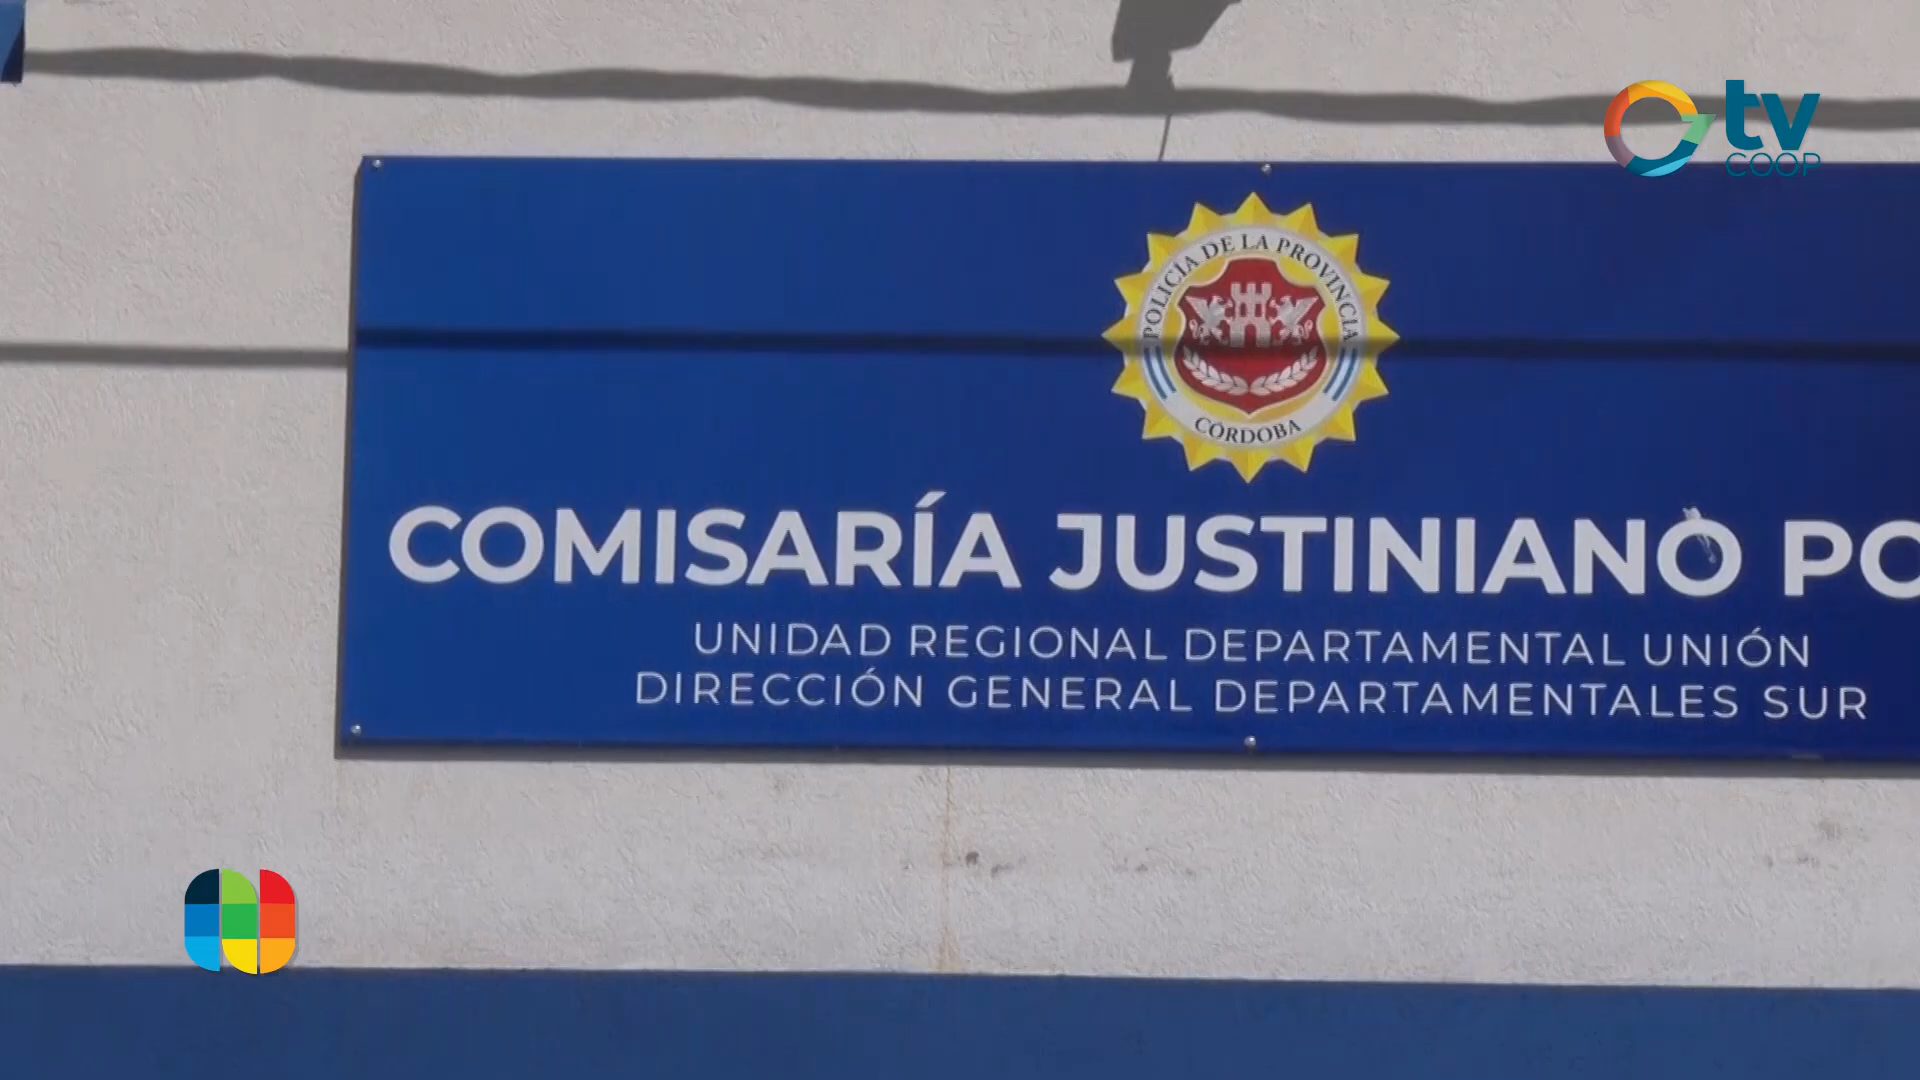 tv
COOP
POLICÍA DE LA PROVINCIA
CÓRDOBA
COMISARÍA JUSTINIANO PO
UNIDAD REGIONAL DEPARTAMENTAL UNIÓN
DIRECCIÓN GENERAL DEPARTAMENTALES SUR